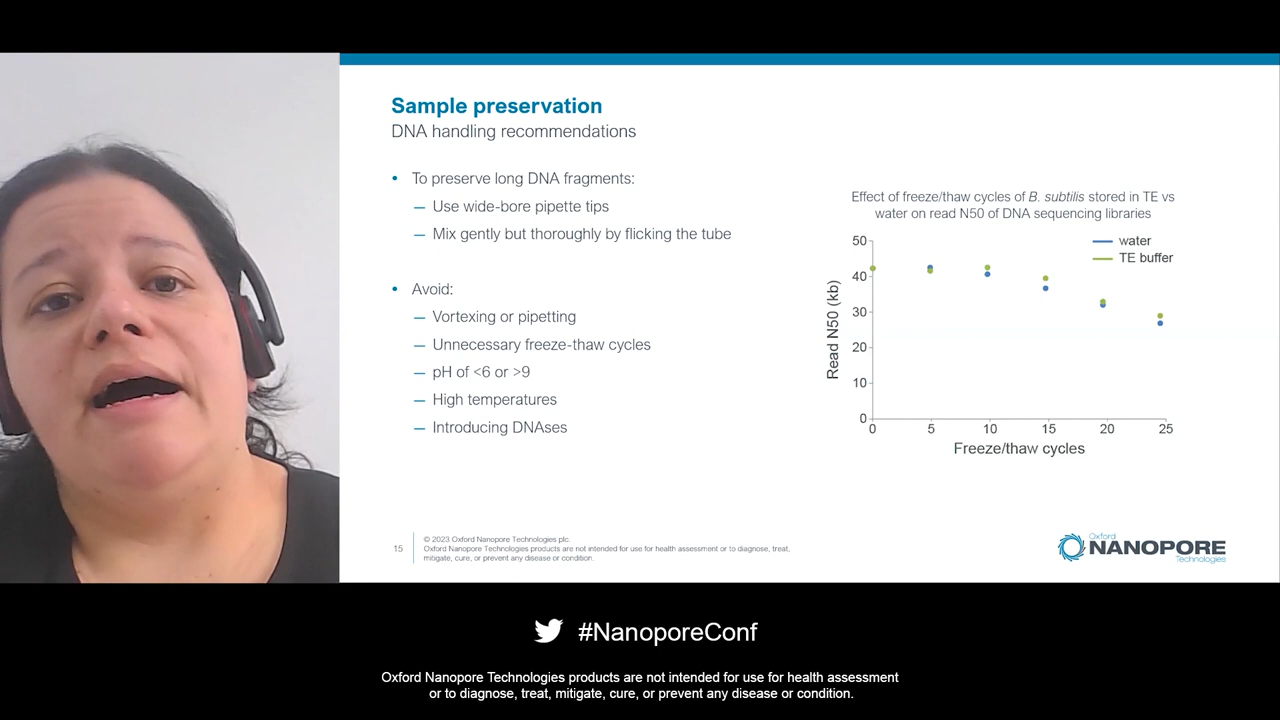 Sample preservation
DNA handling recommendations
• To preserve long DNA fragments:
— Use wide-bore pipette tips
— Mix gently but thoroughly by flicking the tube
• Avoid:
— Vortexing or pipetting
— Unnecessary freeze-thaw cycles
— pH of <6 or >9
— High temperatures
— Introducing DNAses
Effect of freeze/thaw cycles of B. subtilis stored in TE vs
water on read N50 of DNA sequencing libraries
water
TE buffer
Read N50 (kb)
50
40
30
20
10
0
0 5 10 15 20 25
Freeze/thaw cycles
15
© 2023 Oxford Nanopore Technologies plc.
Oxford Nanopore Technologies products are not intended for use for health assessment or to diagnose, treat,
mitigate, cure, or prevent any disease or condition.
Oxford
NANOPORE
Technologies
#NanoporeConf
Oxford Nanopore Technologies products are not intended for use for health assessment
or to diagnose, treat, mitigate, cure, or prevent any disease or condition.